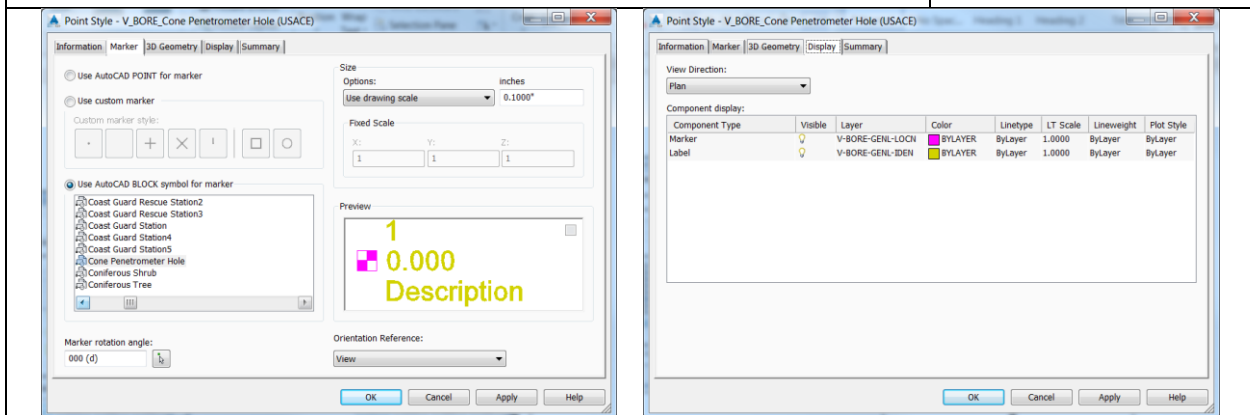 Point Style - V_BORE_Cone Penetrometer Hole (USACE)
Information Marker 3D Geometry Display Summary
Use AutoCAD POINT for marker
Use custom marker
Custom marker style:
Use AutoCAD BLOCK symbol for marker
Coast Guard Rescue Station2
Coast Guard Rescue Station3
Coast Guard Station
Coast Guard Station4
Coast Guard Station5
Cone Penetrometer Hole
Coniferous Shrub
Coniferous Tree
Marker rotation angle:
000 (d)
Size
Options: inches
Use drawing scale 0.1000"
Fixed Scale
X: Y: Z:
1 1 1
Preview
1
0.000
Description
Orientation Reference:
View
OK Cancel Apply Help
Point Style - V_BORE_Cone Penetrometer Hole (USACE)
Information Marker 3D Geometry Display Summary
View Direction:
Plan
Component display:
Component Type Visible Layer Color Linetype LT Scale Lineweight Plot Style
Marker V-BORE-GENL-LOCN BYLAYER ByLayer 1.0000 ByLayer ByLayer
Label V-BORE-GENL-IDEN BYLAYER ByLayer 1.0000 ByLayer ByLayer
OK Cancel Apply Help